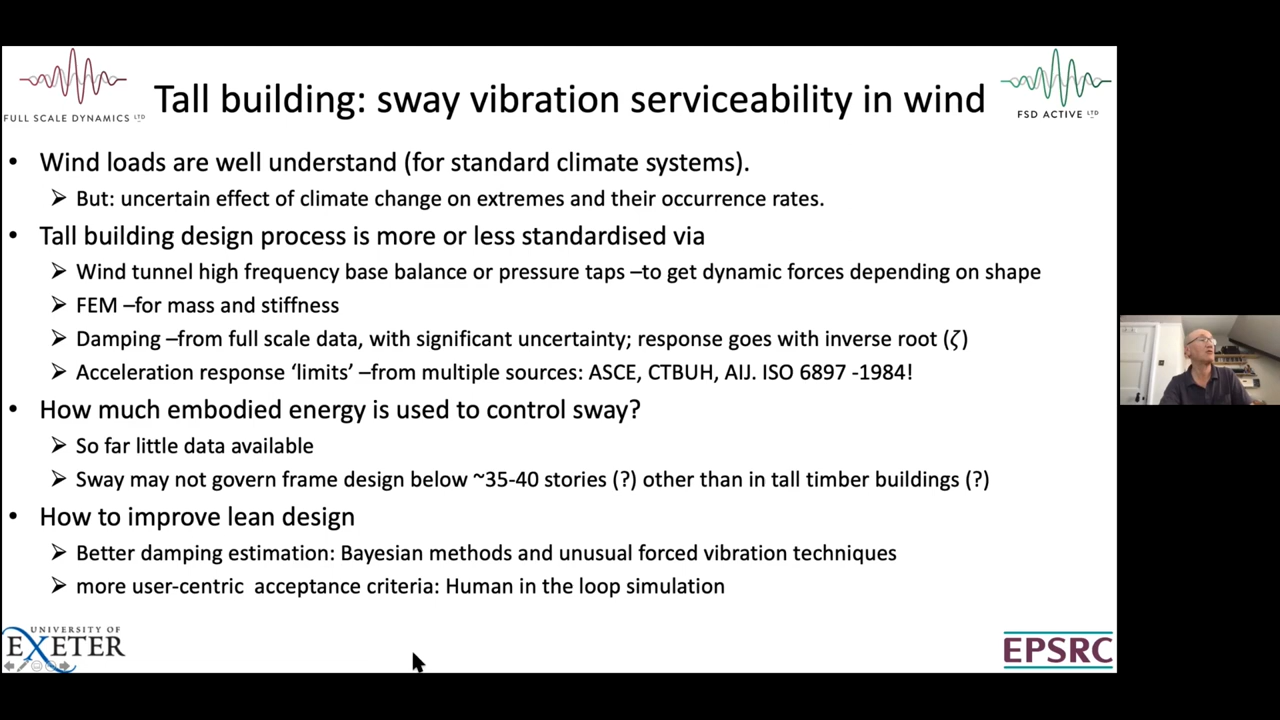 FULL SCALE DYNAMICS LTD
Tall building: sway vibration serviceability in wind
FSD ACTIVE LTD
• Wind loads are well understand (for standard climate systems).
➢ But: uncertain effect of climate change on extremes and their occurrence rates.
• Tall building design process is more or less standardised via
➢ Wind tunnel high frequency base balance or pressure taps –to get dynamic forces depending on shape
➢ FEM –for mass and stiffness
➢ Damping –from full scale data, with significant uncertainty; response goes with inverse root (ζ)
➢ Acceleration response ‘limits’ –from multiple sources: ASCE, CTBUH, AIJ. ISO 6897 -1984!
• How much embodied energy is used to control sway?
➢ So far little data available
➢ Sway may not govern frame design below ~35-40 stories (?) other than in tall timber buildings (?)
• How to improve lean design
➢ Better damping estimation: Bayesian methods and unusual forced vibration techniques
➢ more user-centric acceptance criteria: Human in the loop simulation
UNIVERSITY OF
EXETER
EPSRC